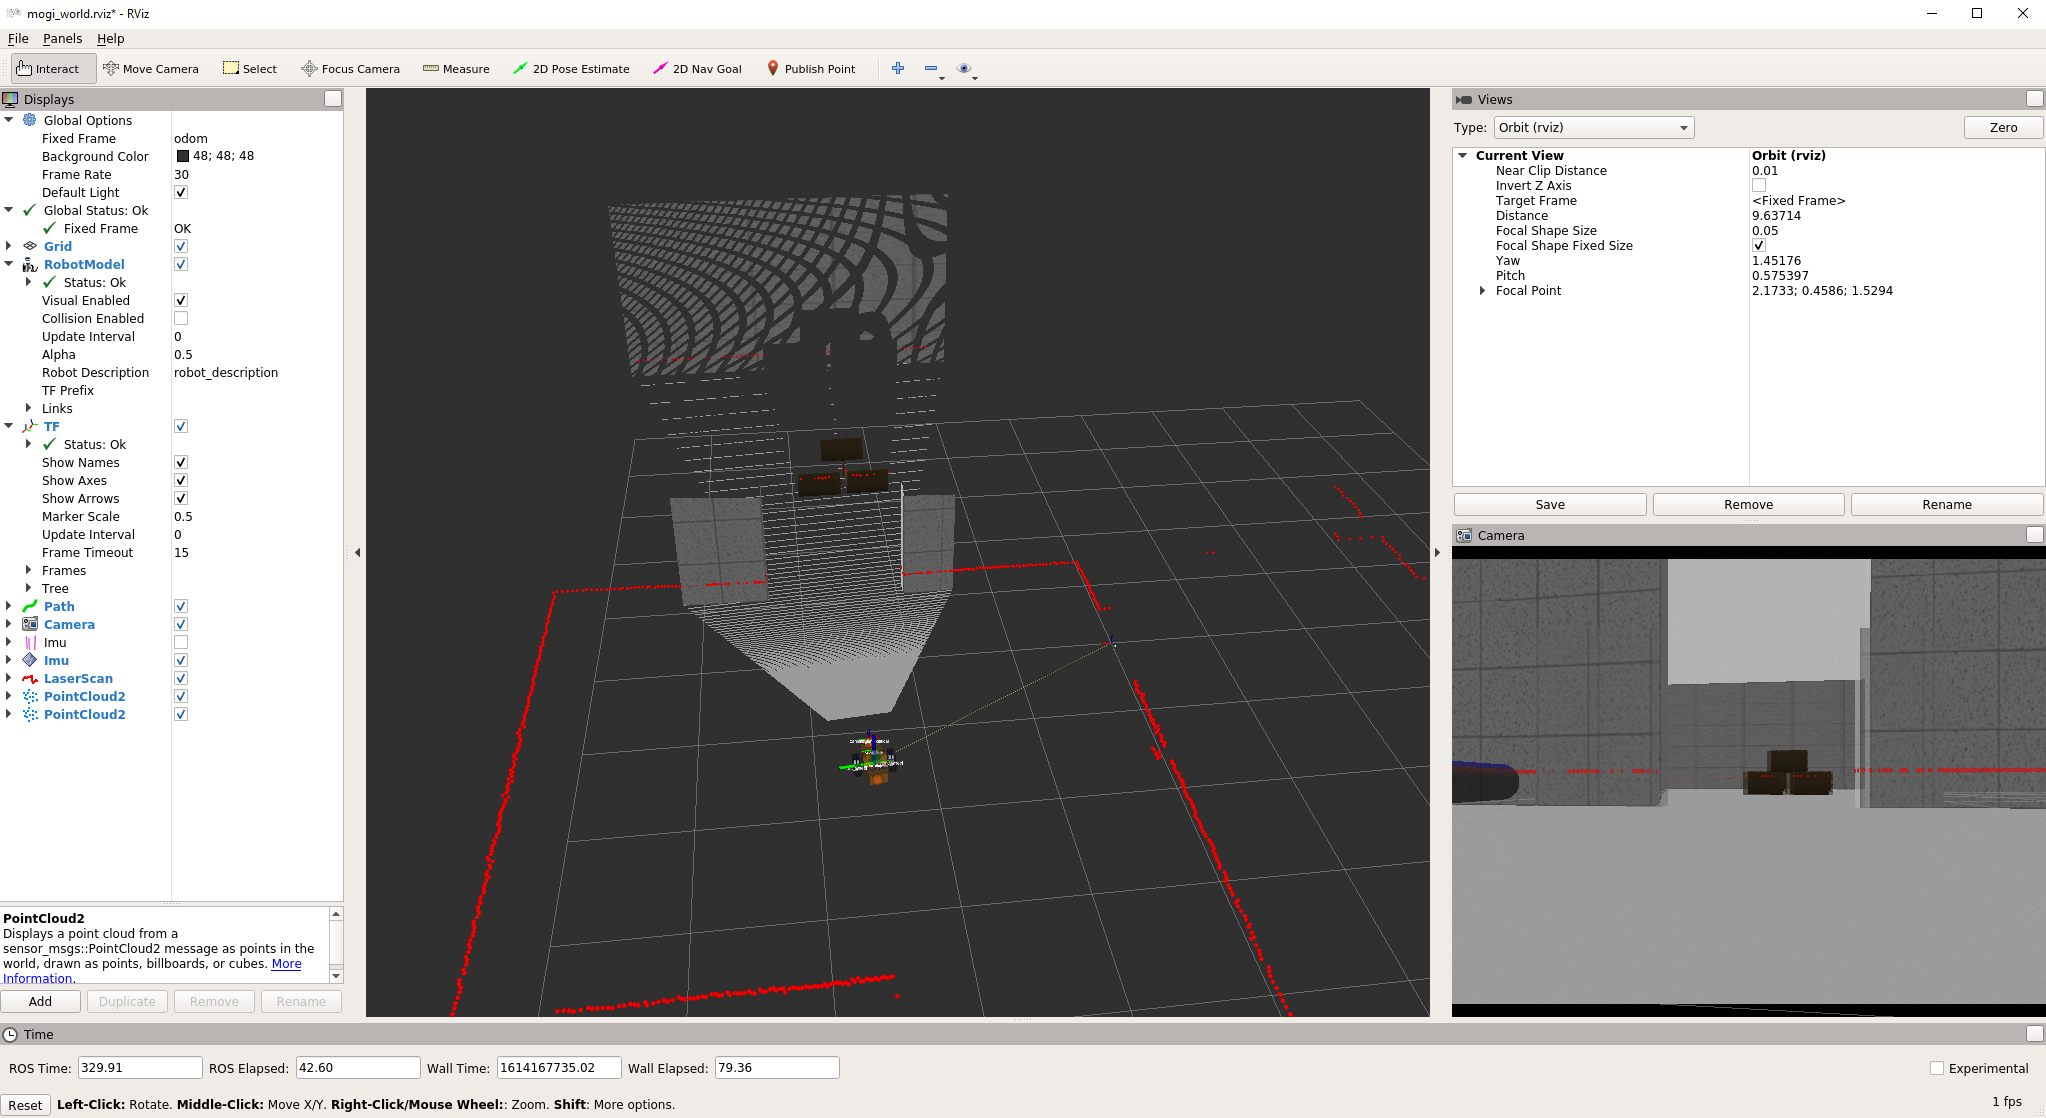 mogi_world.rviz* - RViz
File Panels Help
Interact Move Camera Select Focus Camera Measure 2D Pose Estimate 2D Nav Goal Publish Point
Displays
Global Options
Fixed Frame odom
Background Color 48; 48; 48
Frame Rate 30
Default Light
Global Status: Ok
Fixed Frame OK
Grid
RobotModel
Status: Ok
Visual Enabled
Collision Enabled
Update Interval 0
Alpha 0.5
Robot Description robot_description
TF Prefix
Links
TF
Status: Ok
Show Names
Show Axes
Show Arrows
Marker Scale 0.5
Update Interval 0
Frame Timeout 15
Frames
Tree
Path
Camera
Imu
Imu
LaserScan
PointCloud2
PointCloud2
PointCloud2
Displays a point cloud from a
sensor_msgs::PointCloud2 message as points in the
world, drawn as points, billboards, or cubes. More
Information.
Add Duplicate Remove Rename
Views
Type: Orbit (rviz) Zero
Current View Orbit (rviz)
Near Clip Distance 0.01
Invert Z Axis
Target Frame <Fixed Frame>
Distance 9.63714
Focal Shape Size 0.05
Focal Shape Fixed Size
Yaw 1.45176
Pitch 0.575397
Focal Point 2.1733; 0.4586; 1.5294
Save Remove Rename
Camera
Time
ROS Time: 329.91 ROS Elapsed: 42.60 Wall Time: 1614167735.02 Wall Elapsed: 79.36 Experimental
Reset Left-Click: Rotate. Middle-Click: Move X/Y. Right-Click/Mouse Wheel:: Zoom. Shift: More options. 1 fps